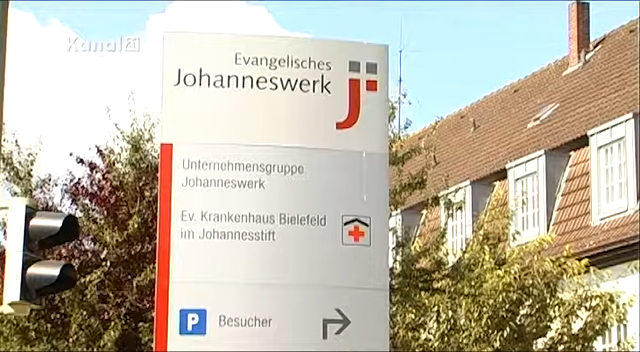 Kanal 21
Evangelisches
Johanneswerk
Unternehmensgruppe
Johanneswerk
Ev. Krankenhaus Bielefeld
im Johannesstift
P Besucher